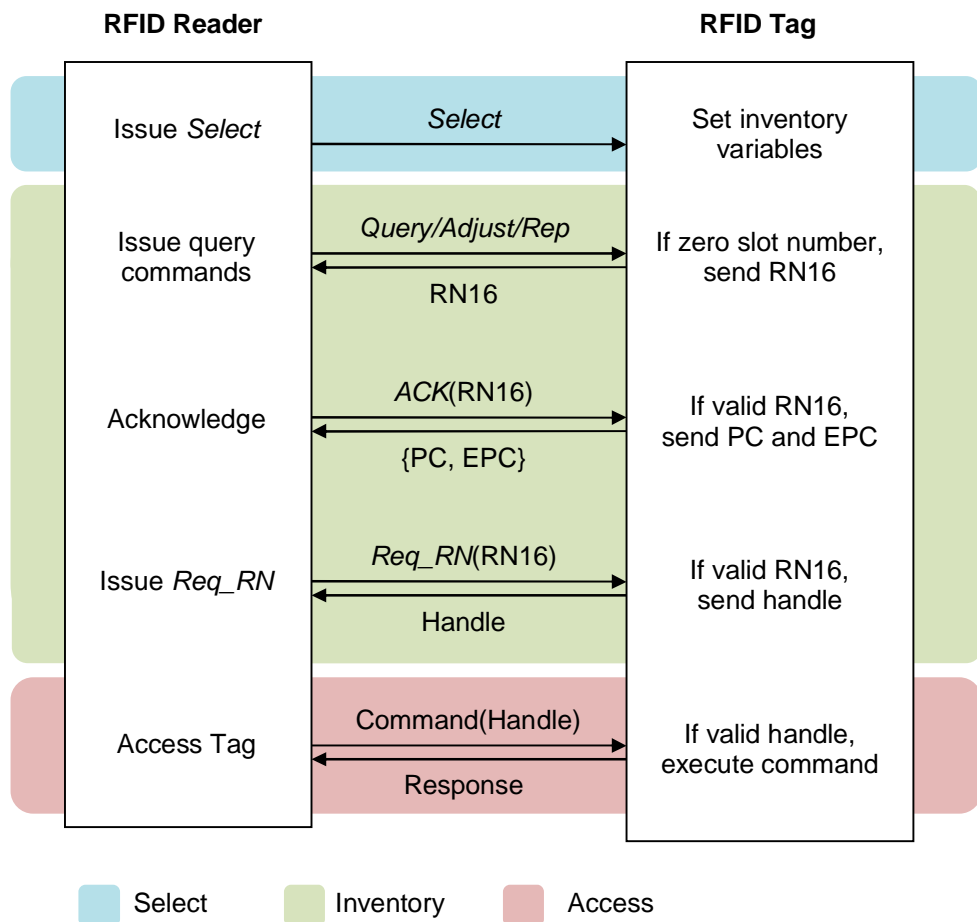 RFID Reader
RFID Tag
Issue Select
Select
Set inventory
variables
Issue query
commands
Query/Adjust/Rep
RN16
If zero slot number,
send RN16
Acknowledge
ACK(RN16)
{PC, EPC}
If valid RN16,
send PC and EPC
Issue Req_RN
Req_RN(RN16)
Handle
If valid RN16,
send handle
Access Tag
Command(Handle)
Response
If valid handle,
execute command
Select
Inventory
Access